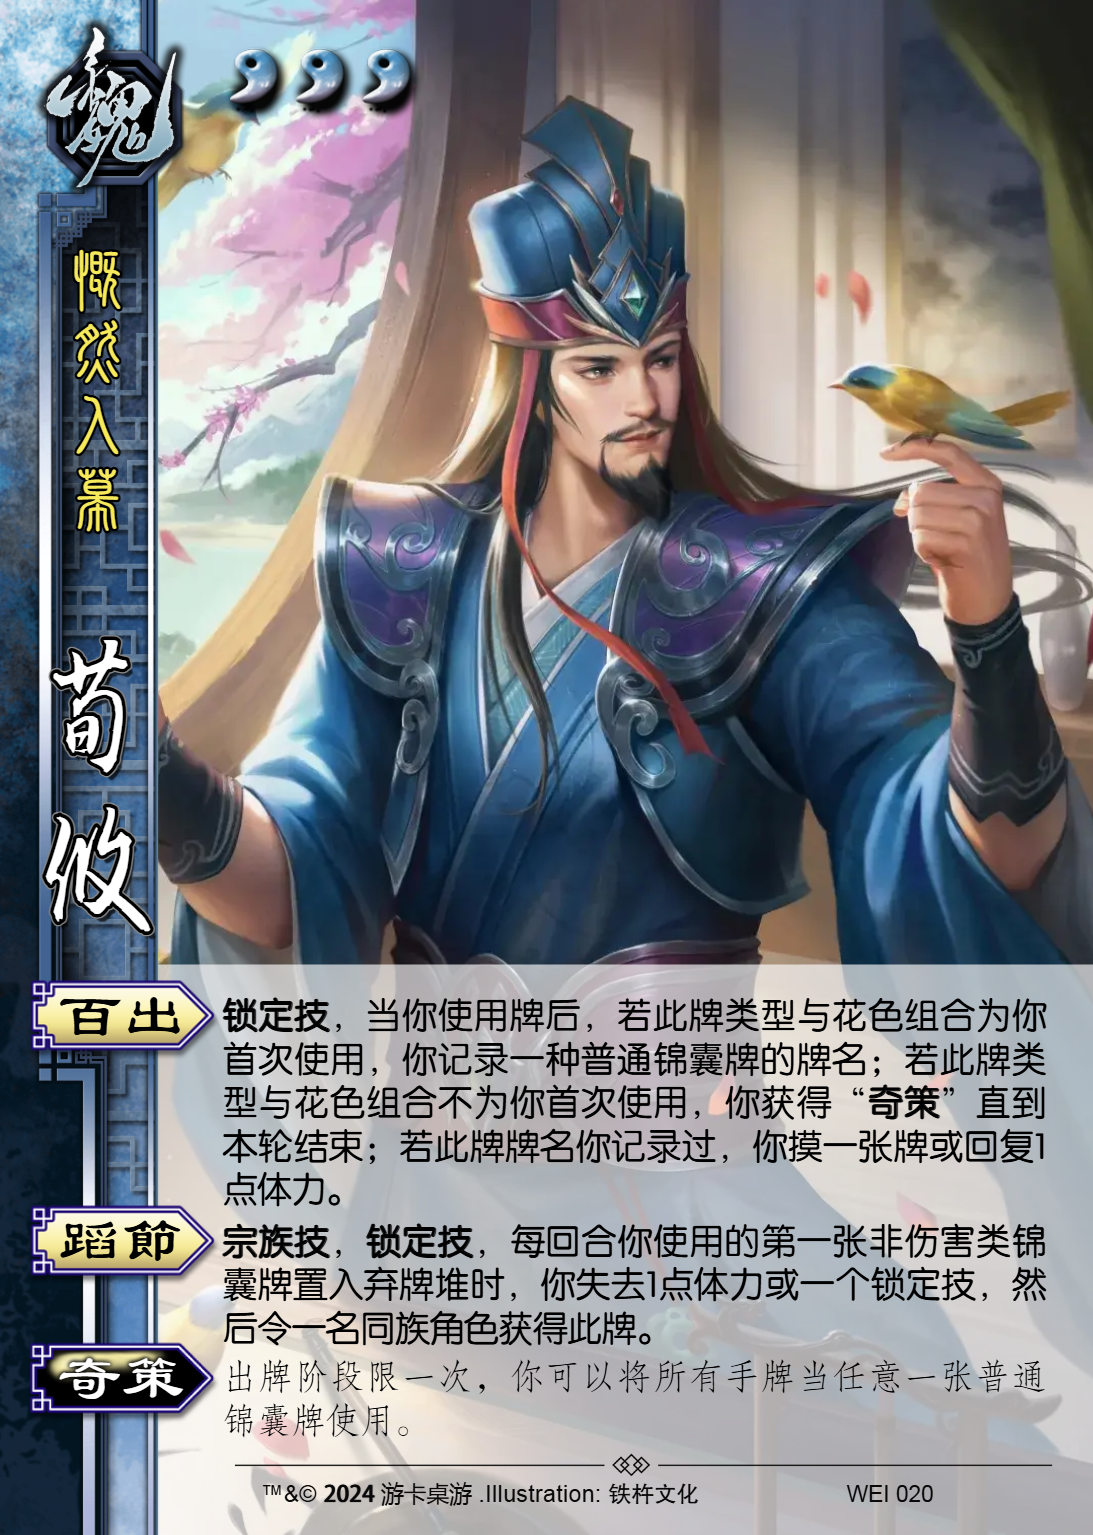 魏
慨然入幕
荀攸
百出
锁定技，当你使用牌后，若此牌类型与花色组合为你
首次使用，你记录一种普通锦囊牌的牌名；若此牌类
型与花色组合不为你首次使用，你获得“奇策”直到
本轮结束；若此牌牌名你记录过，你摸一张牌或回复1
点体力。
蹈節
宗族技，锁定技，每回合你使用的第一张非伤害类锦
囊牌置入弃牌堆时，你失去1点体力或一个锁定技，然
后令一名同族角色获得此牌。
奇策
出牌阶段限一次，你可以将所有手牌当任意一张普通
锦囊牌使用。
™&© 2024 游卡桌游 .Illustration: 铁杵文化
WEI 020